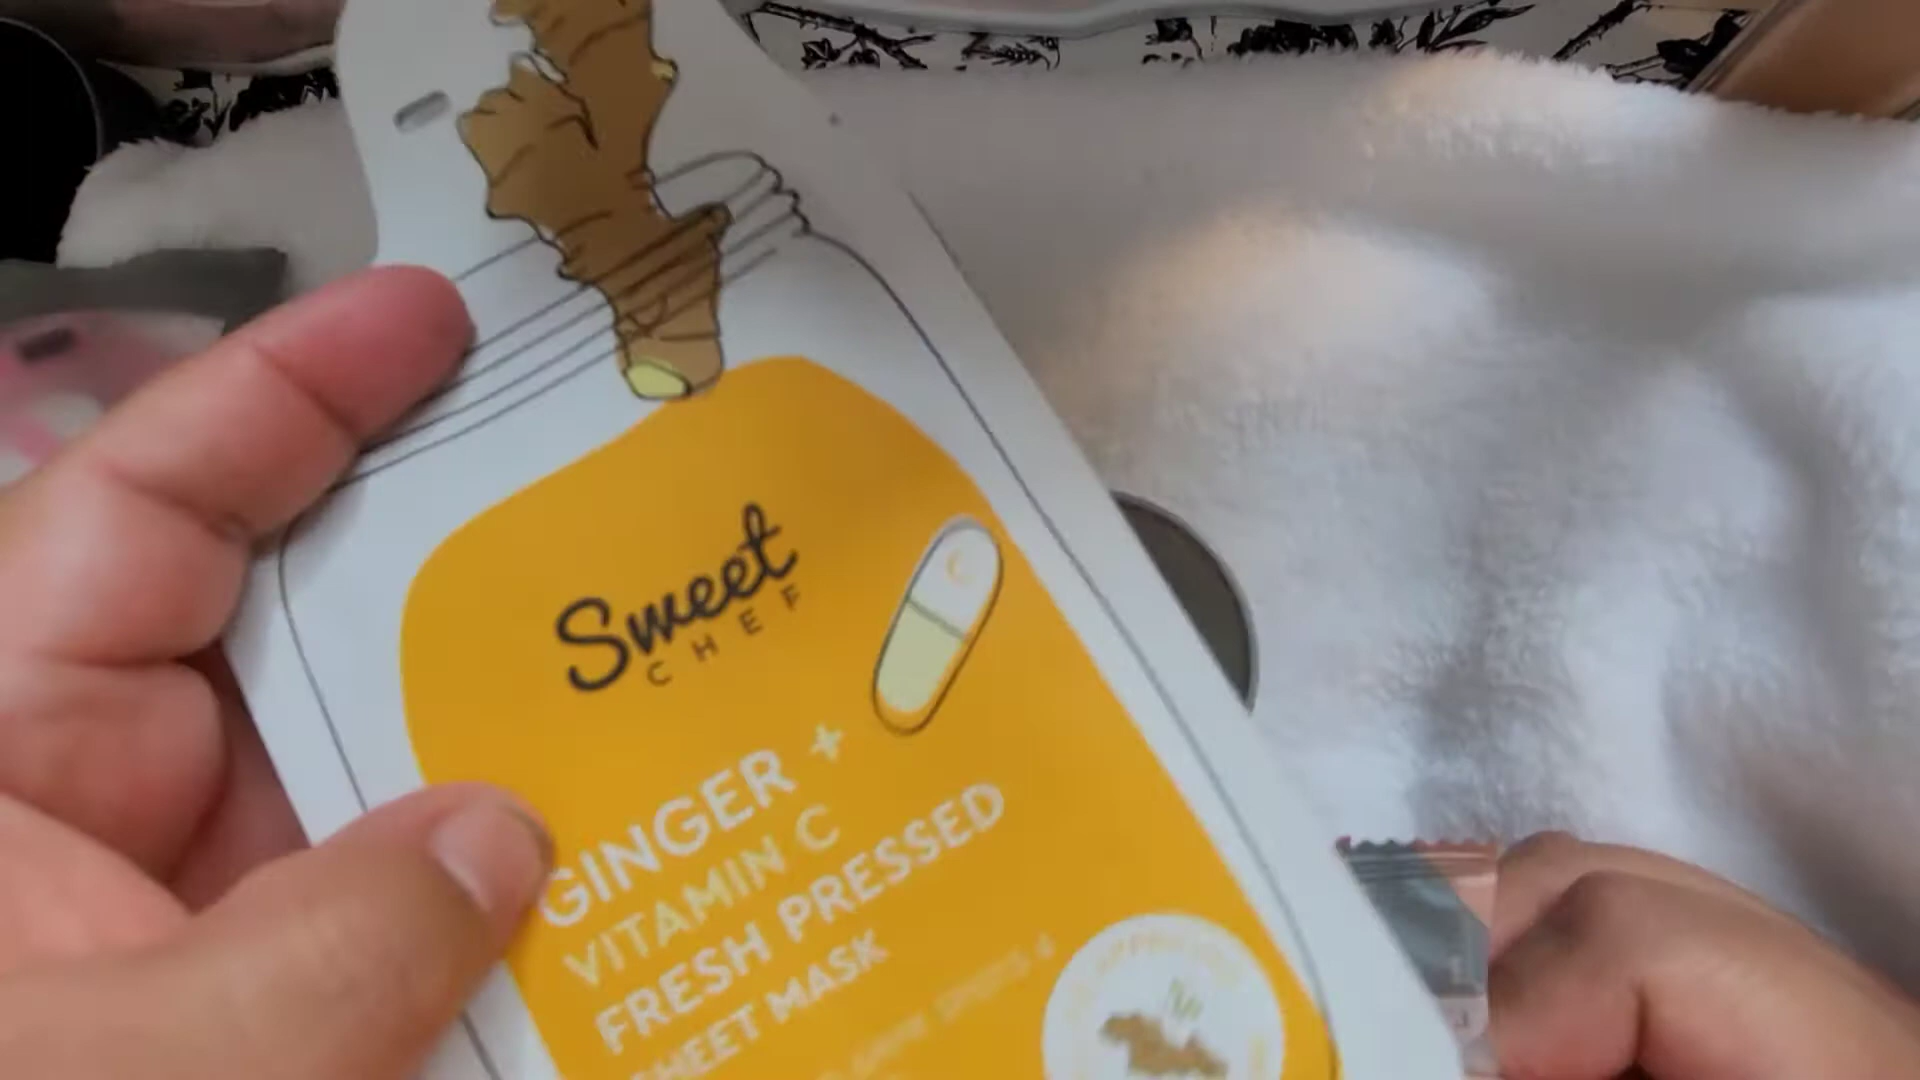 Sweet
CHEF
C
GINGER +
VITAMIN C
FRESH PRESSED
SHEET MASK